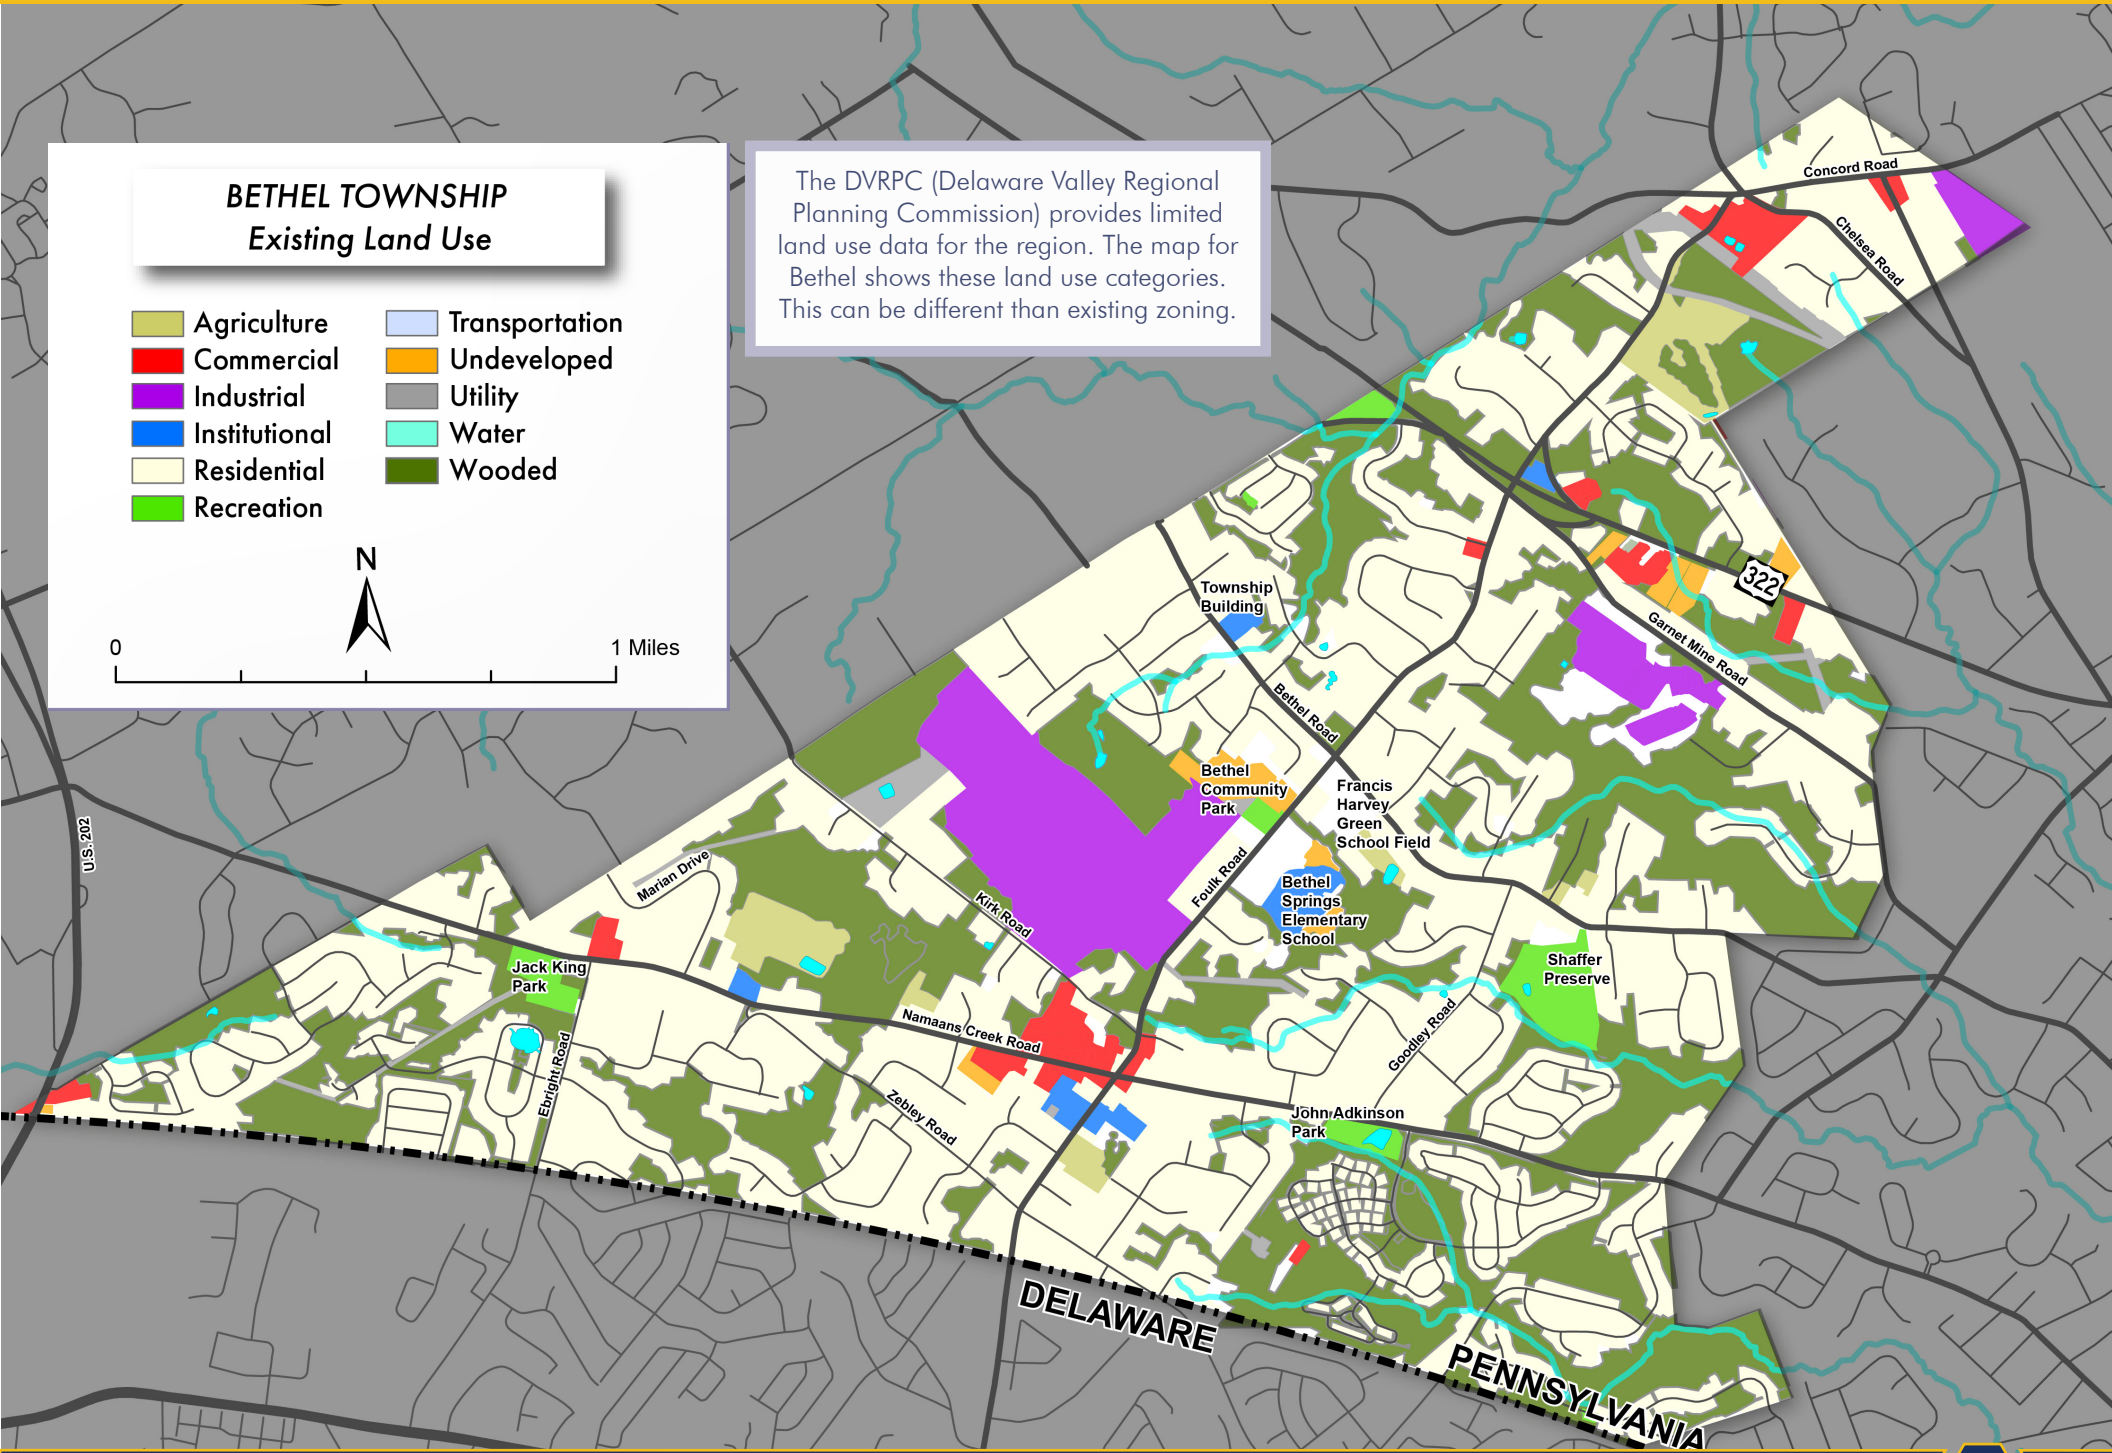 BETHEL TOWNSHIP
Existing Land Use
Agriculture
Commercial
Industrial
Institutional
Residential
Recreation
Transportation
Undeveloped
Utility
Water
Wooded
N
0
1 Miles
The DVRPC (Delaware Valley Regional
Planning Commission) provides limited
land use data for the region. The map for
Bethel shows these land use categories.
This can be different than existing zoning.
Concord Road
Chelsea Road
322
Garnet Mine Road
Township
Building
Bethel Road
Bethel
Community
Park
Francis
Harvey
Green
School Field
Foulk Road
Bethel
Springs
Elementary
School
U.S. 202
Marian Drive
Kirk Road
Jack King
Park
Shaffer
Preserve
Namaans Creek Road
Goodley Road
Ebright Road
Zebley Road
John Adkinson
Park
DELAWARE
PENNSYLVANIA